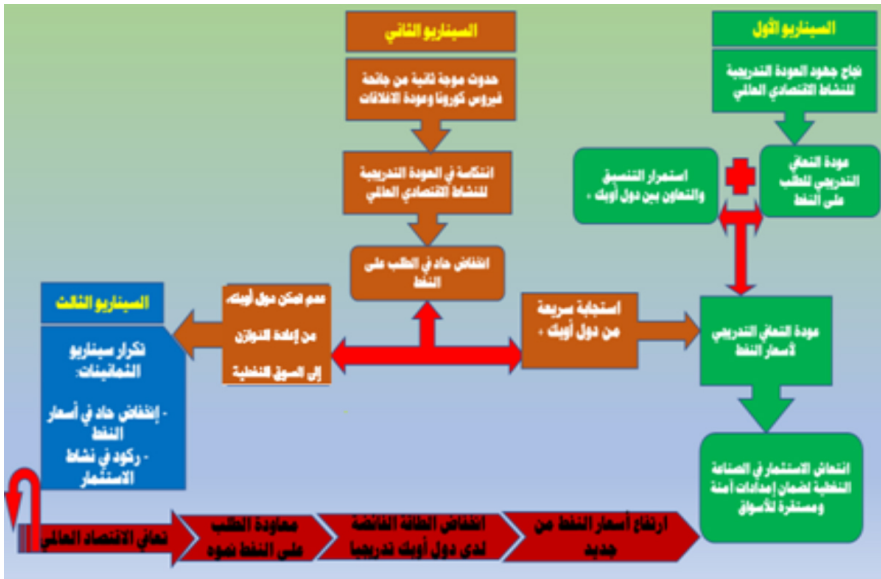 السيناريو الأول
نجاح جهود العودة التدريجية
للنشاط الاقتصادي العالمي
عودة التعافي
التدريجي للطلب
على النفط
استمرار التنسيق
والتعاون بين دول أوبك +
عودة التعافي التدريجي
لأسعار النفط
انتعاش الاستثمار في الصناعة
النفطية لضمان إمدادات آمنة
ومستقرة للأسواق
السيناريو الثاني
حدوث موجة ثانية من جائحة
فيروس كورونا وعودة الاغلاقات
انتكاسة في العودة التدريجية
للنشاط الاقتصادي العالمي
انخفاض حاد في الطلب على
النفط
استجابة سريعة
من دول أوبك +
عدم تمكن دول أوبك+
من إعادة التوازن
إلى السوق النفطية
السيناريو الثالث
تكرار سيناريو
الثمانينات:
- إنخفاض حاد في أسعار
النفط
- ركود في نشاط
الاستثمار
تعافي الاقتصاد العالمي
معاودة الطلب
على النفط نموه
انخفاض الطاقة الفائضة
لدى دول أوبك تدريجيا
ارتفاع أسعار النفط من
جديد